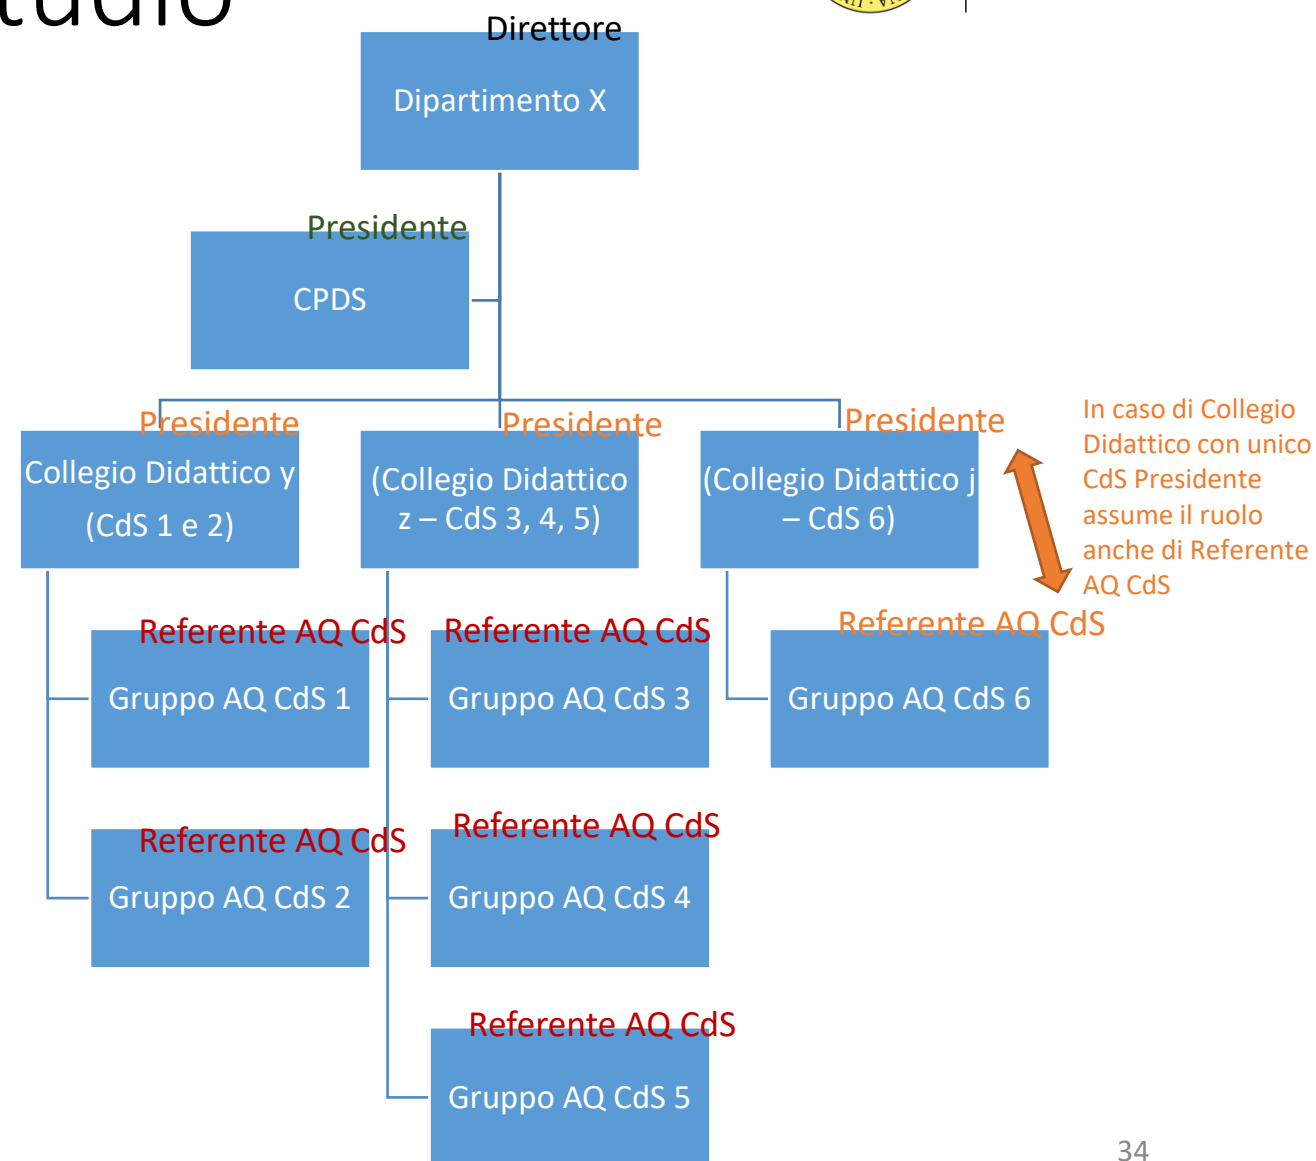 Direttore
Dipartimento X
Presidente
CPDS
Presidente
Collegio Didattico y
(CdS 1 e 2)
Presidente
(Collegio Didattico
z – CdS 3, 4, 5)
Presidente
(Collegio Didattico j
– CdS 6)
In caso di Collegio
Didattico con unico
CdS Presidente
assume il ruolo
anche di Referente
AQ CdS
Referente AQ CdS
Gruppo AQ CdS 1
Referente AQ CdS
Gruppo AQ CdS 3
Referente AQ CdS
Gruppo AQ CdS 6
Referente AQ CdS
Gruppo AQ CdS 2
Referente AQ CdS
Gruppo AQ CdS 4
Referente AQ CdS
Gruppo AQ CdS 5
34